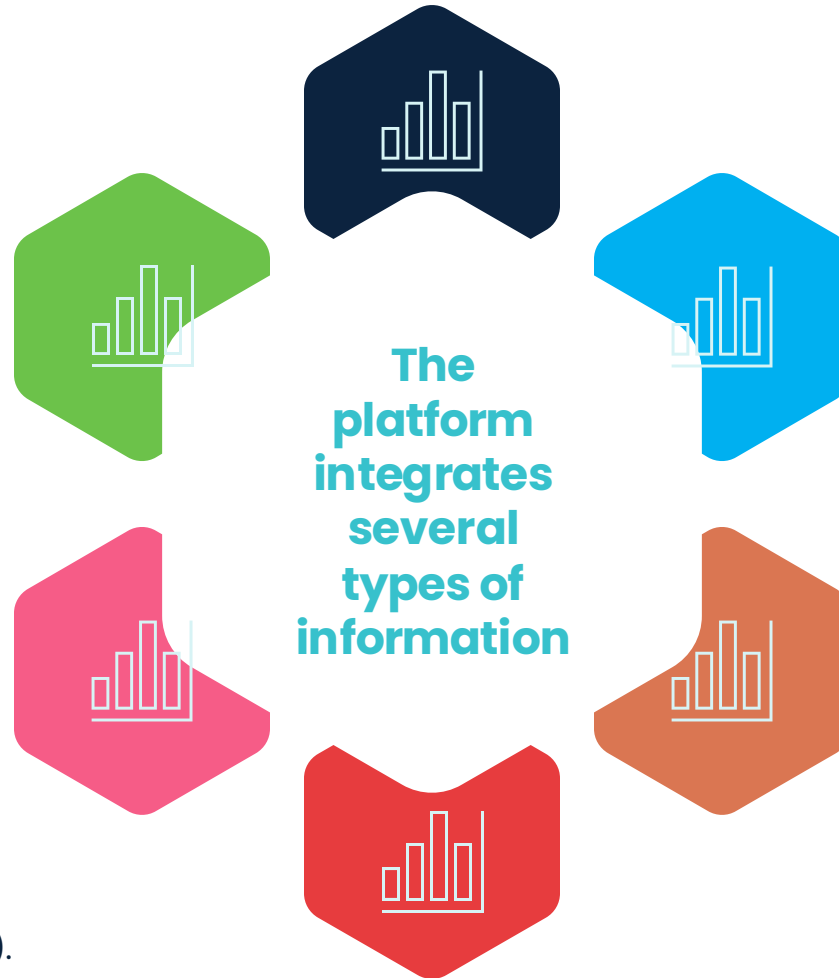 The
platform
integrates
several
types of
information
).